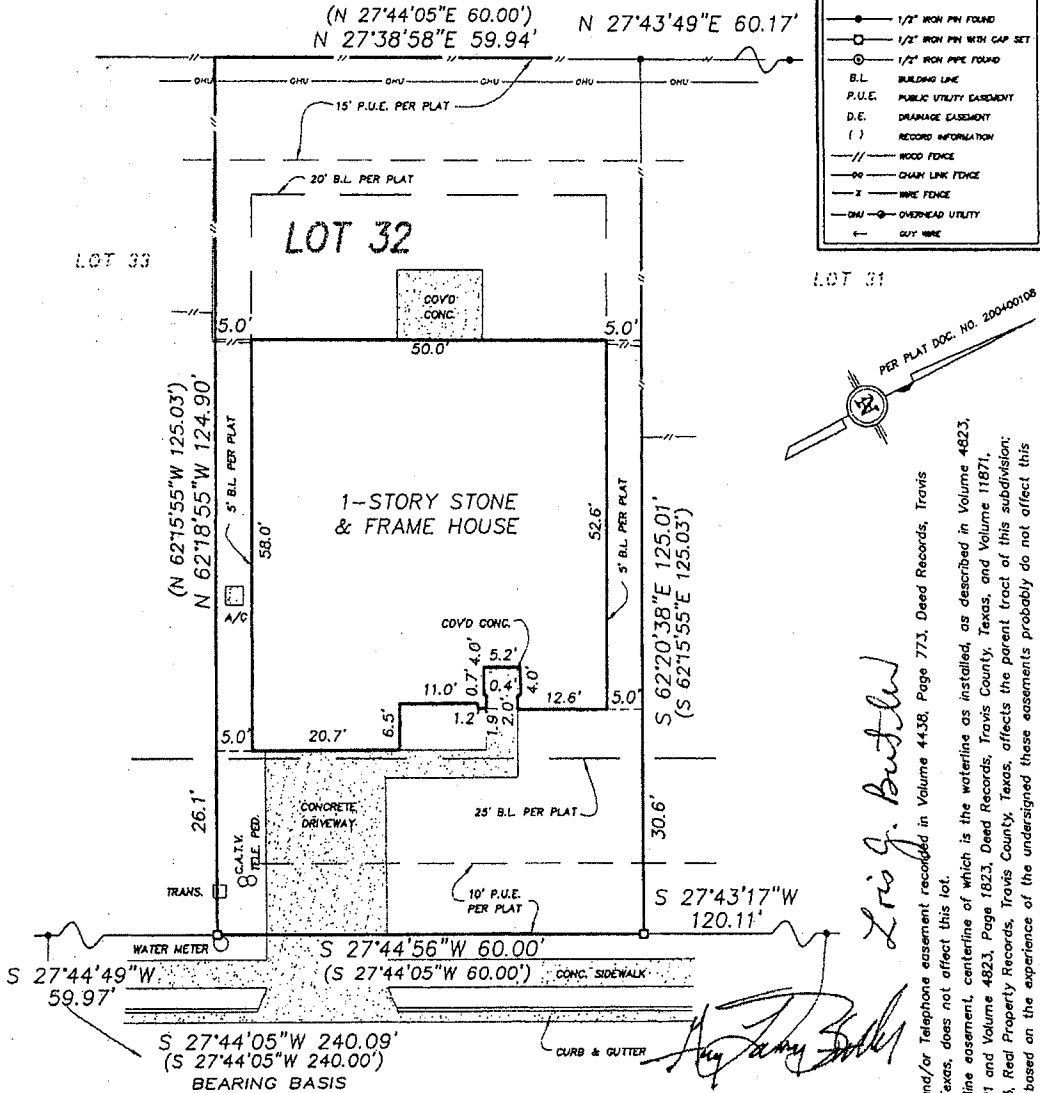 (N 27°44'05"E 60.00')
N 27°38'58"E 59.94'
N 27°43'49"E 60.17'
1/2" IRON PIN FOUND
1/2" IRON PIN WITH CAP SET
1/2" IRON PIPE FOUND
B.L. BUILDING LINE
P.U.E. PUBLIC UTILITY EASEMENT
D.E. DRAINAGE EASEMENT
( ) RECORD INFORMATION
// WOOD FENCE
CHAIN LINK FENCE
X WIRE FENCE
OHU OVERHEAD UTILITY
GUY WIRE
OHU OHU OHU OHU OHU
15' P.U.E. PER PLAT
20' B.L. PER PLAT
LOT 32
LOT 33
LOT 31
COV'D
CONC.
5.0'
50.0'
5.0'
PER PLAT DOC. NO. 200400108
N
(N 62°15'55"W 125.03')
N 62°18'55"W 124.90'
5' B.L. PER PLAT
58.0'
1-STORY STONE
& FRAME HOUSE
52.6'
5' B.L. PER PLAT
S 62°20'38"E 125.01'
(S 62°15'55"E 125.03')
A/C
COV'D CONC.
5.2'
4.0'
0.7'
0.4'
4.0'
11.0'
1.2'
1.9'
2.0'
12.6'
5.0'
6.5'
5.0'
20.7'
26.1'
CONCRETE
DRIVEWAY
25' B.L. PER PLAT
30.6'
C.A.T.V.
TELE. PED.
TRANS.
10' P.U.E.
PER PLAT
S 27°43'17"W
120.11'
WATER METER
S 27°44'56"W 60.00'
(S 27°44'05"W 60.00')
CONC. SIDEWALK
S 27°44'49"W
59.97'
S 27°44'05"W 240.09'
(S 27°44'05"W 240.00')
BEARING BASIS
CURB & GUTTER
Lois G. Butler
nd/or Telephone easement recorded in Volume 4438, Page 773, Deed Records, Travis
Texas, does not affect this lot.
line easement, centerline of which is the waterline as installed, as described in Volume 4823,
1 and Volume 4823, Page 1823, Deed Records, Travis County, Texas, and Volume 11871,
Real Property Records, Travis County, Texas, affects the parent tract of this subdivision;
based on the experience of the undersigned these easements probably do not affect this